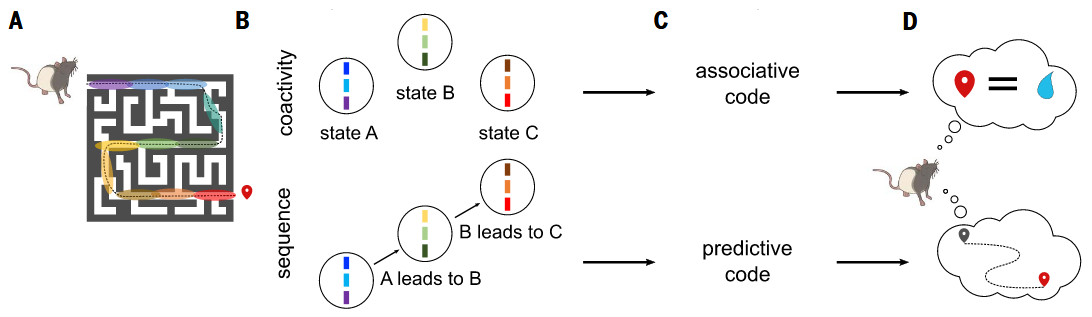 A
B
C
D
coactivity
state A
state B
state C
associative
code
sequence
A leads to B
B leads to C
predictive
code